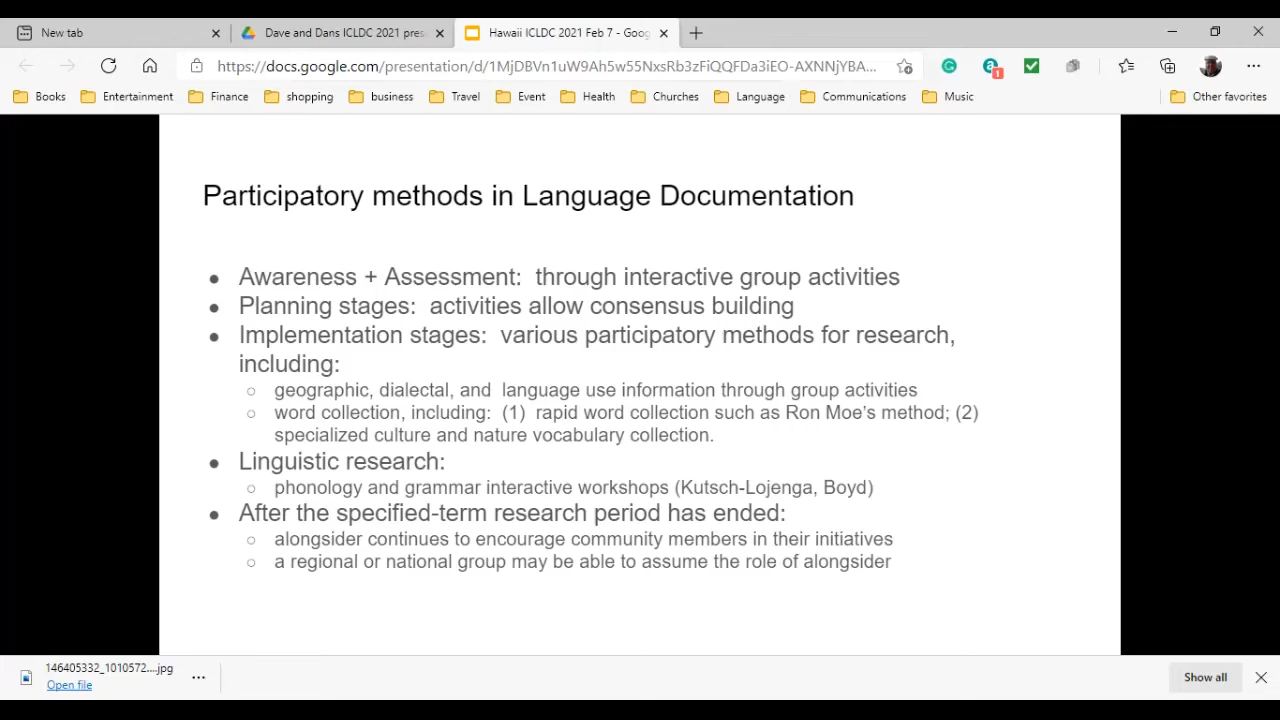 New tab
Dave and Dans ICLDC 2021 pres
Hawaii ICLDC 2021 Feb 7 - Goog
https://docs.google.com/presentation/d/1MjDBVn1uW9Ah5w55NxsRb3zFiQQFDa3iEO-AXNNjYBA...
1
Books
Entertainment
Finance
shopping
business
Travel
Event
Health
Churches
Language
Communications
Music
Other favorites
Participatory methods in Language Documentation
● Awareness + Assessment: through interactive group activities
● Planning stages: activities allow consensus building
● Implementation stages: various participatory methods for research,
including:
○ geographic, dialectal, and language use information through group activities
○ word collection, including: (1) rapid word collection such as Ron Moe's method; (2)
specialized culture and nature vocabulary collection.
● Linguistic research:
○ phonology and grammar interactive workshops (Kutsch-Lojenga, Boyd)
● After the specified-term research period has ended:
○ alongsider continues to encourage community members in their initiatives
○ a regional or national group may be able to assume the role of alongsider
146405332_1010572....jpg
Open file
Show all